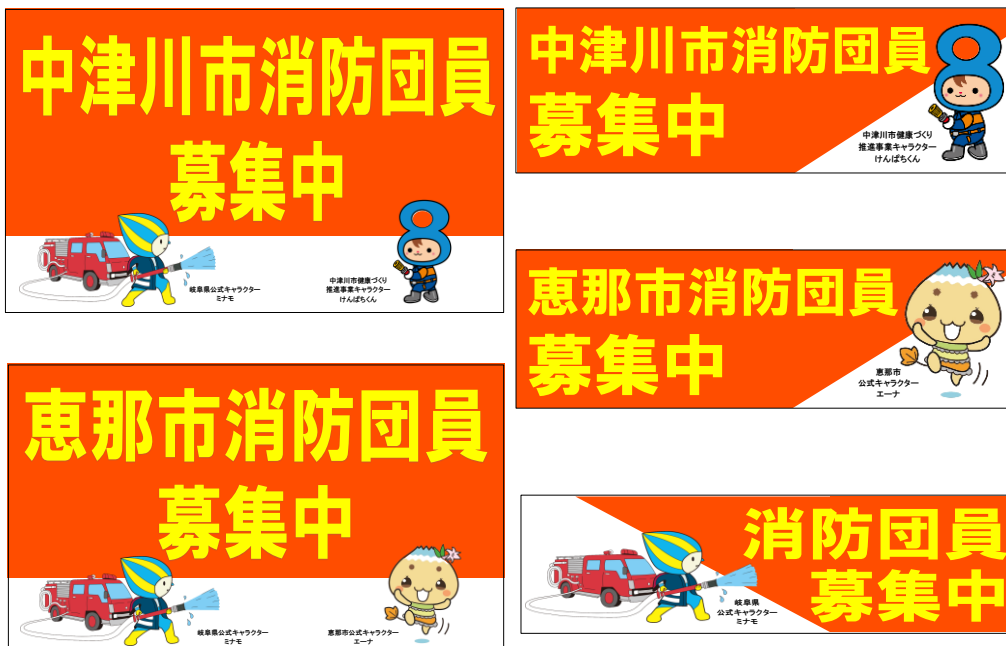 中津川市消防団員
募集中
岐阜県公式キャラクター
ミナモ
中津川市健康づくり
推進事業キャラクター
けんぱちくん
中津川市消防団員
募集中
中津川市健康づくり
推進事業キャラクター
けんぱちくん
恵那市消防団員
募集中
恵那市
公式キャラクター
エーナ
恵那市消防団員
募集中
岐阜県公式キャラクター
ミナモ
恵那市公式キャラクター
エーナ
消防団員
募集中
岐阜県
公式キャラクター
ミナモ